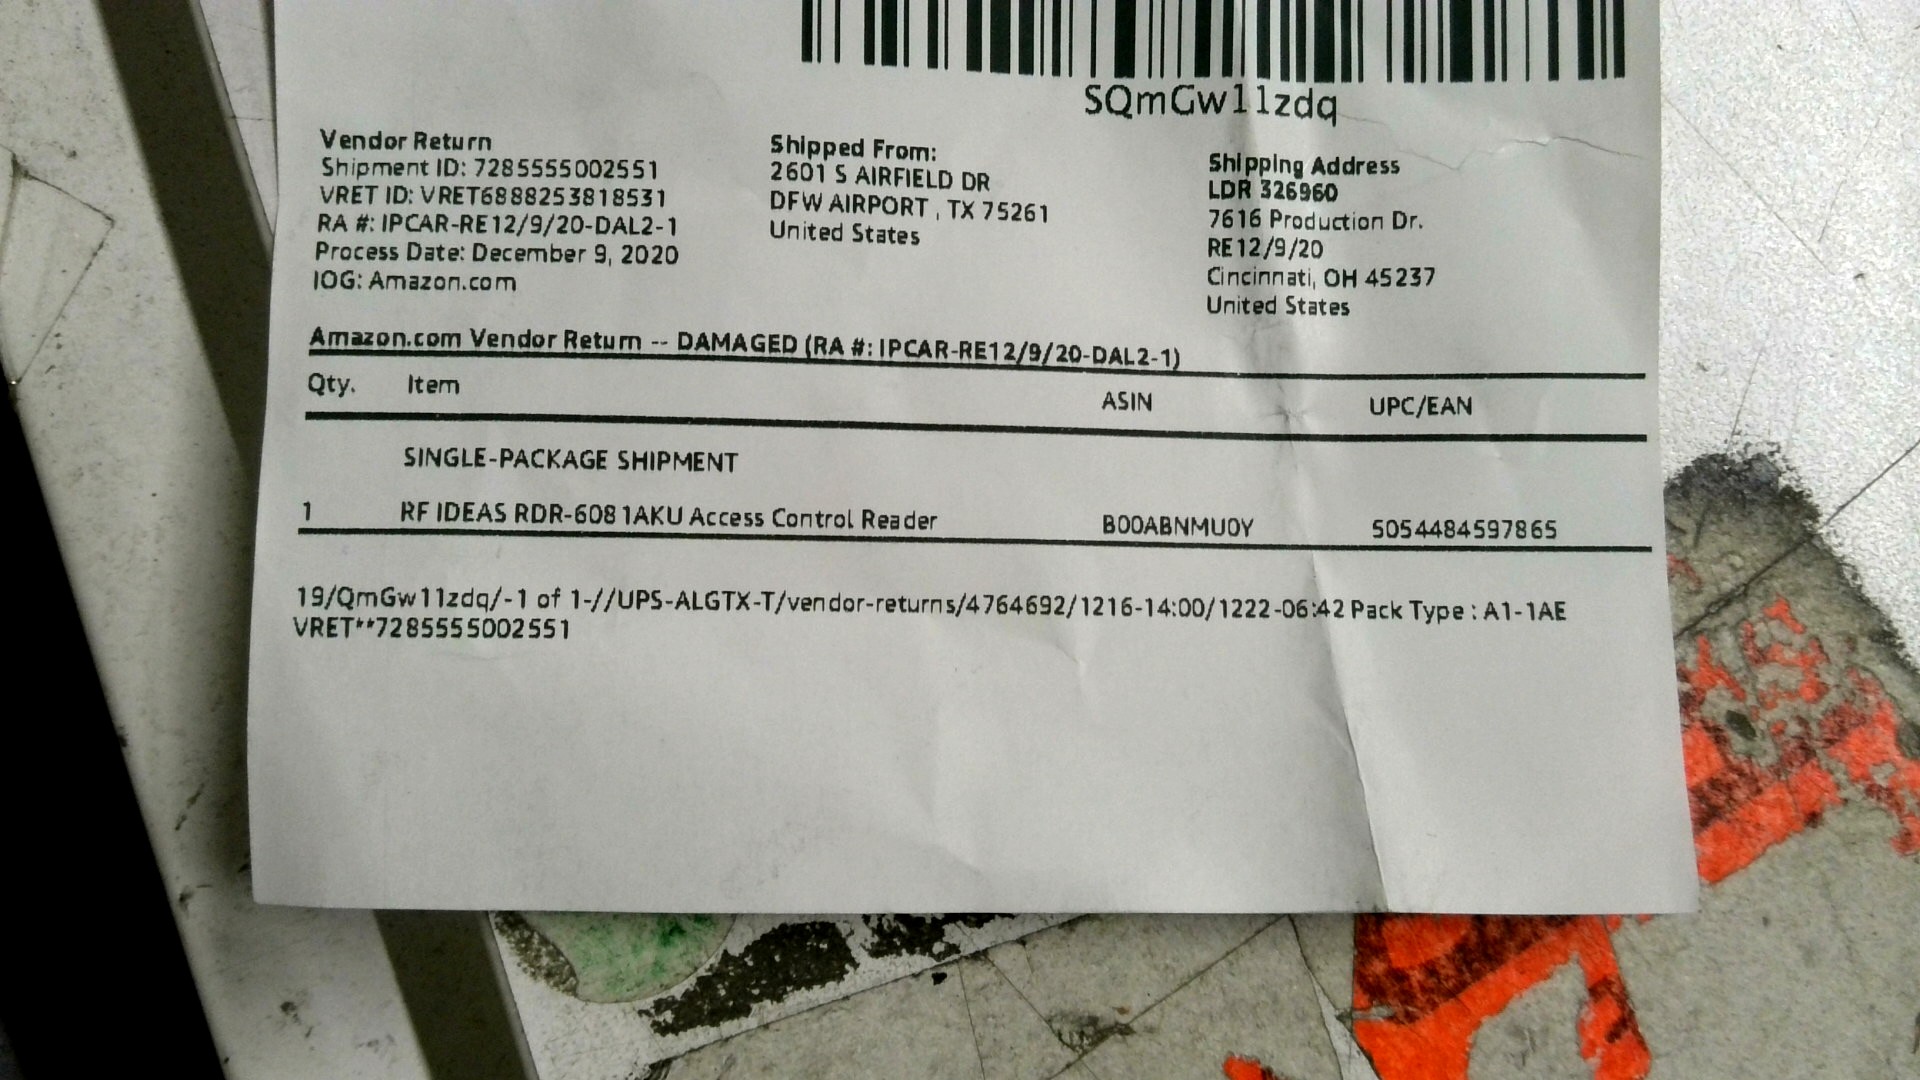 SQmGw11zdq
Vendor Return
Shipment ID: 7285555002551
VRET ID: VRET6888253818531
RA #: IPCAR-RE12/9/20-DAL2-1
Process Date: December 9, 2020
IOG: Amazon.com
Shipped From:
2601 S AIRFIELD DR
DFW AIRPORT , TX 75261
United States
Shipping Address
LDR 326960
7616 Production Dr.
RE12/9/20
Cincinnati, OH 45237
United States
Amazon.com Vendor Return -- DAMAGED (RA #: IPCAR-RE12/9/20-DAL2-1)
Qty. Item ASIN UPC/EAN
SINGLE-PACKAGE SHIPMENT
1 RF IDEAS RDR-6081AKU Access Control Reader B00ABNMU0Y 5054484597865
19/QmGw11zdq/-1 of 1-//UPS-ALGTX-T/vendor-returns/4764692/1216-14:00/1222-06:42 Pack Type : A1-1AE
VRET**7285555002551